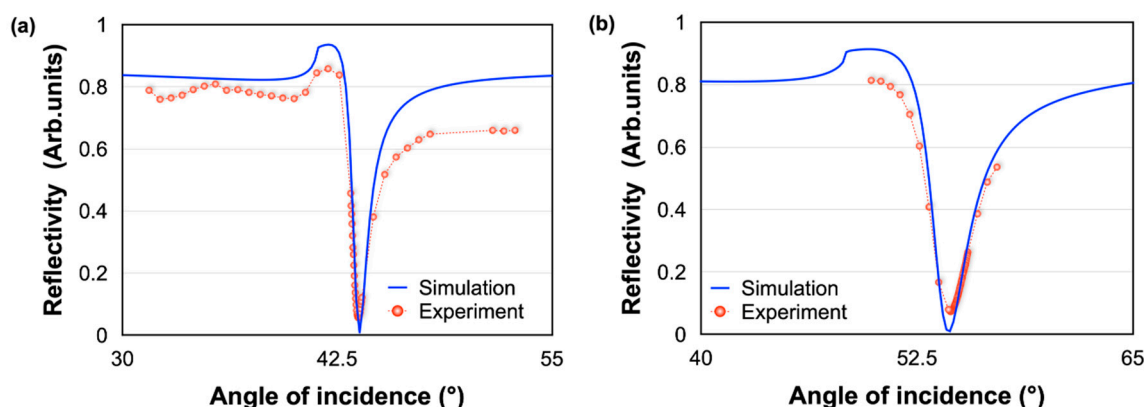 (a)
Reflectivity (Arb.units)
1
0.8
0.6
0.4
0.2
0
30
42.5
55
Angle of incidence (°)
Simulation
Experiment
(b)
Reflectivity (Arb.units)
1
0.8
0.6
0.4
0.2
0
40
52.5
65
Angle of incidence (°)
Simulation
Experiment